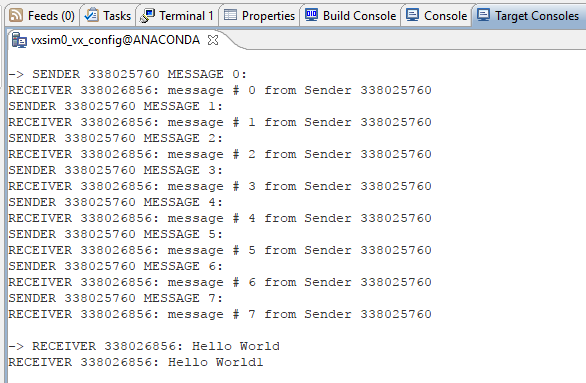 Feeds (0) Tasks Terminal 1 Properties Build Console Console Target Consoles
vxsim0_vx_config@ANACONDA
-> SENDER 338025760 MESSAGE 0:
RECEIVER 338026856: message # 0 from Sender 338025760
SENDER 338025760 MESSAGE 1:
RECEIVER 338026856: message # 1 from Sender 338025760
SENDER 338025760 MESSAGE 2:
RECEIVER 338026856: message # 2 from Sender 338025760
SENDER 338025760 MESSAGE 3:
RECEIVER 338026856: message # 3 from Sender 338025760
SENDER 338025760 MESSAGE 4:
RECEIVER 338026856: message # 4 from Sender 338025760
SENDER 338025760 MESSAGE 5:
RECEIVER 338026856: message # 5 from Sender 338025760
SENDER 338025760 MESSAGE 6:
RECEIVER 338026856: message # 6 from Sender 338025760
SENDER 338025760 MESSAGE 7:
RECEIVER 338026856: message # 7 from Sender 338025760
-> RECEIVER 338026856: Hello World
RECEIVER 338026856: Hello World1